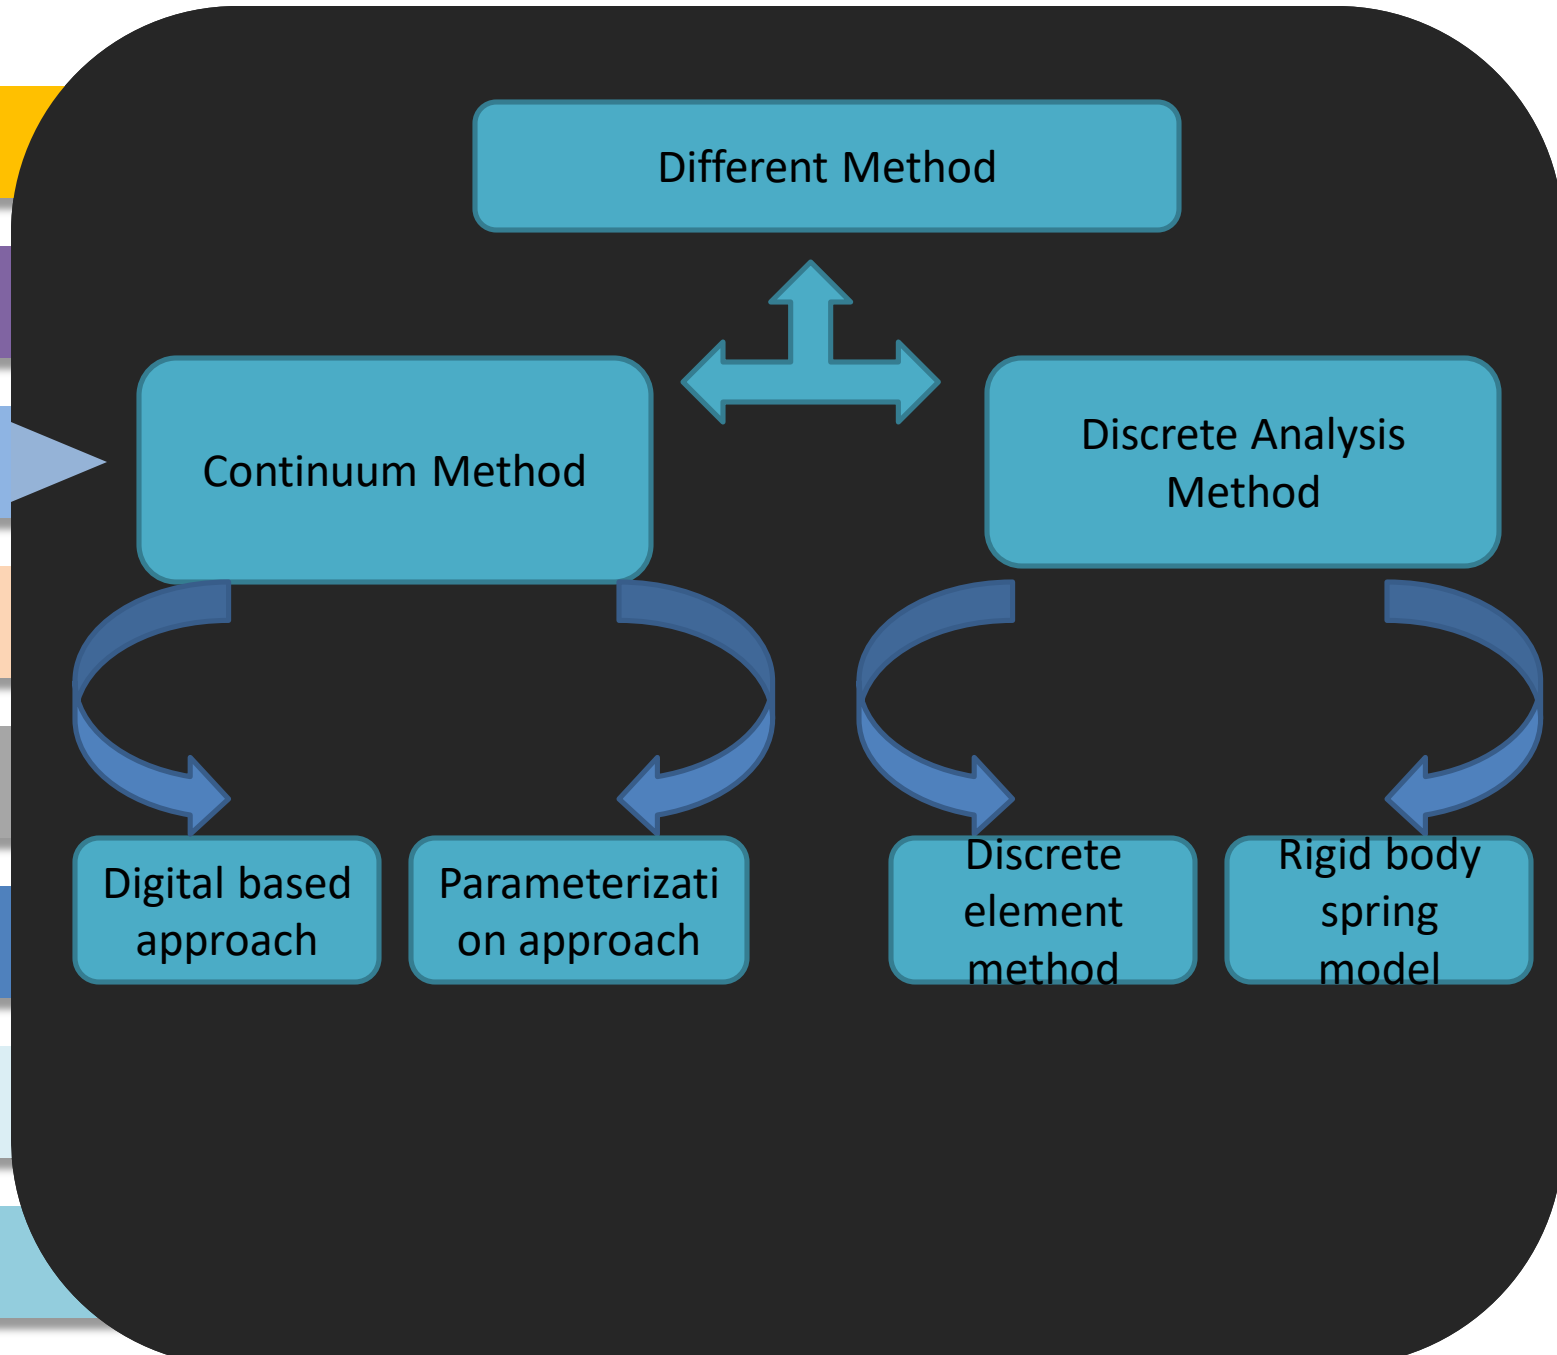 Different Method
Continuum Method
Discrete Analysis
Method
Digital based
approach
Parameterizati
on approach
Discrete
element
method
Rigid body
spring
model